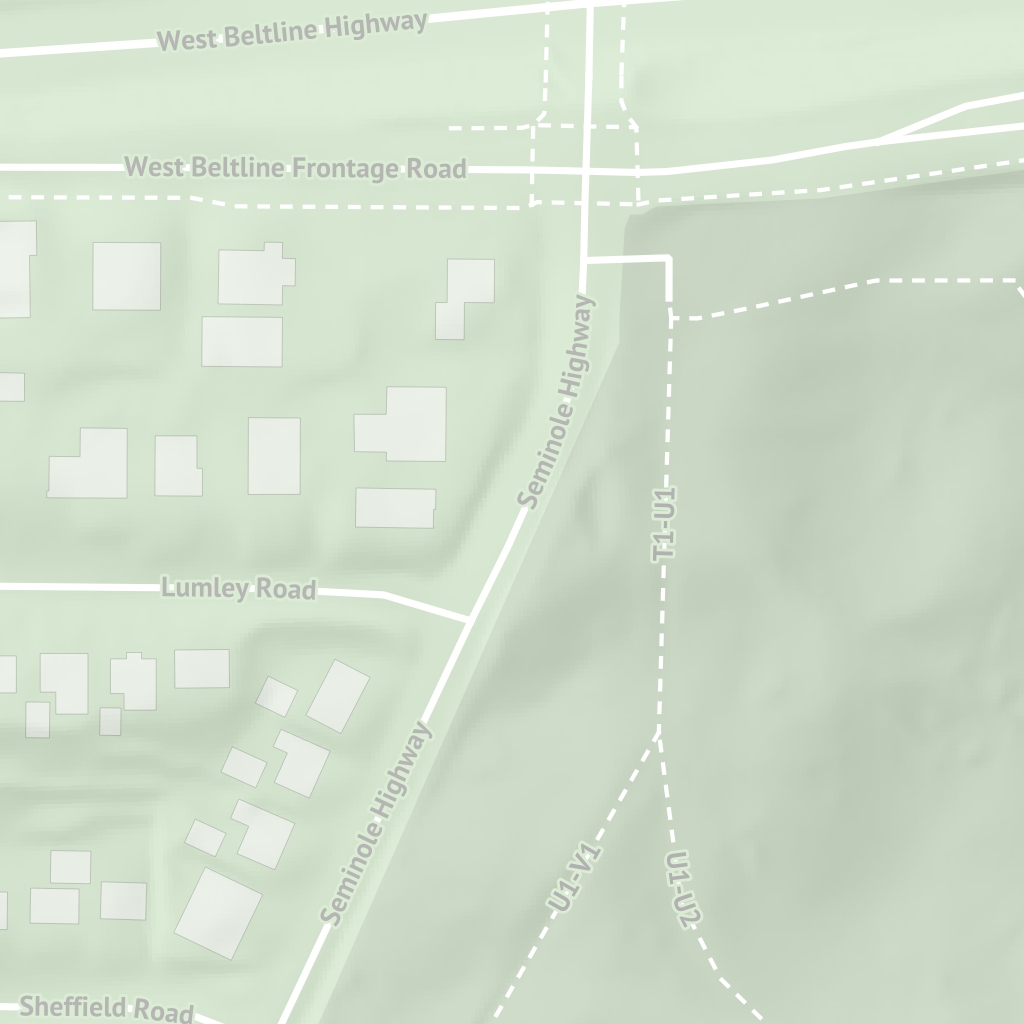 West Beltline Highway
West Beltline Frontage Road
Seminole Highway
T1-U1
Lumley Road
Seminole Highway
U1-V1
U1-U2
Sheffield Road